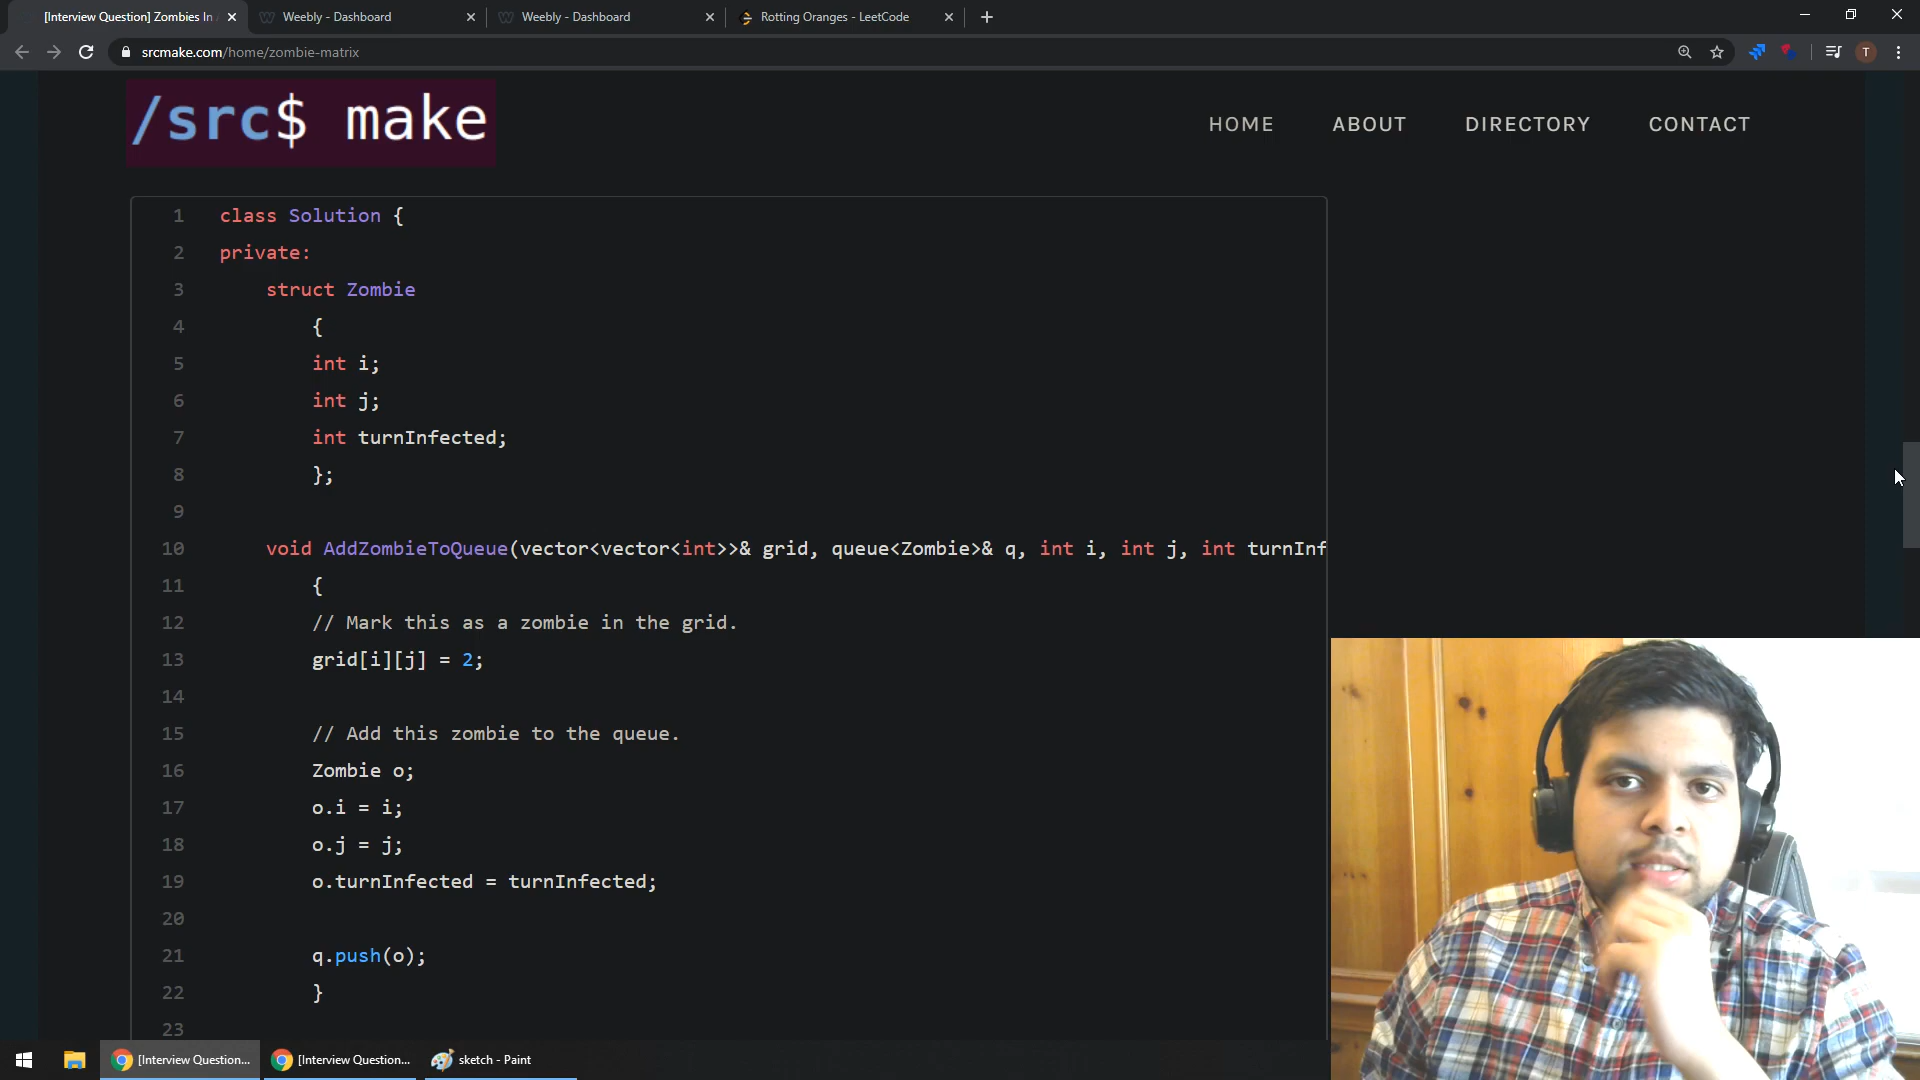 [Interview Question] Zombies In
Weebly - Dashboard
Weebly - Dashboard
Rotting Oranges - LeetCode
srcmake.com/home/zombie-matrix
T
/src$ make
HOME
ABOUT
DIRECTORY
CONTACT
1 class Solution {
2 private:
3 struct Zombie
4 {
5 int i;
6 int j;
7 int turnInfected;
8 };
9
10 void AddZombieToQueue(vector<vector<int>>& grid, queue<Zombie>& q, int i, int j, int turnInf
11 {
12 // Mark this as a zombie in the grid.
13 grid[i][j] = 2;
14
15 // Add this zombie to the queue.
16 Zombie o;
17 o.i = i;
18 o.j = j;
19 o.turnInfected = turnInfected;
20
21 q.push(o);
22 }
23
[Interview Question...
[Interview Question...
sketch - Paint